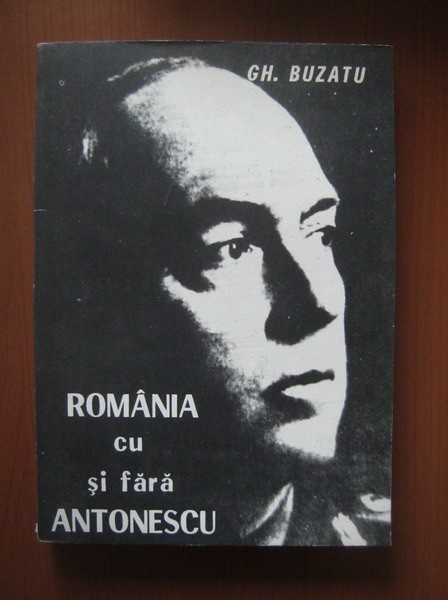 GH. BUZATU
ROMÂNIA
cu
şi fără
ANTONESCU